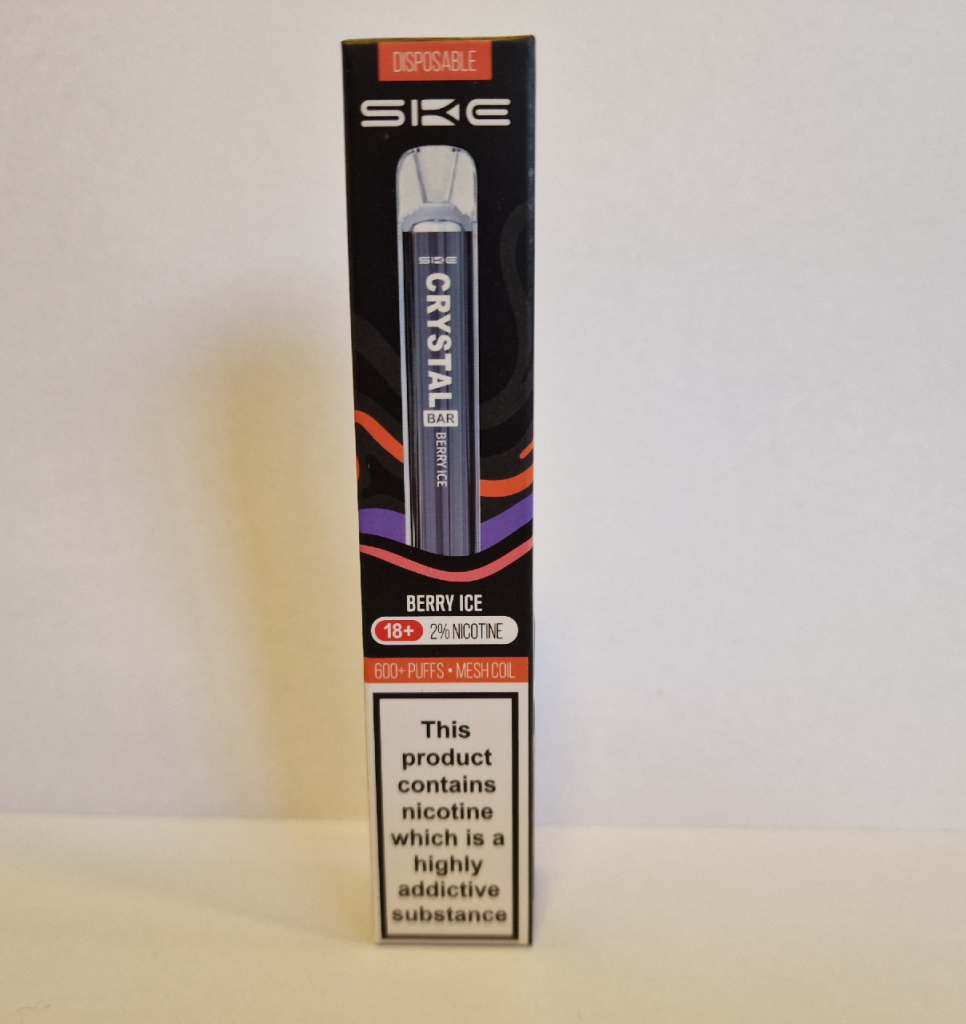 DISPOSABLE
SKE
SKE
CRYSTAL
BAR
BERRY ICE
BERRY ICE
18+ 2% NICOTINE
600+ PUFFS • MESH COIL
This
product
contains
nicotine
which is a
highly
addictive
substance